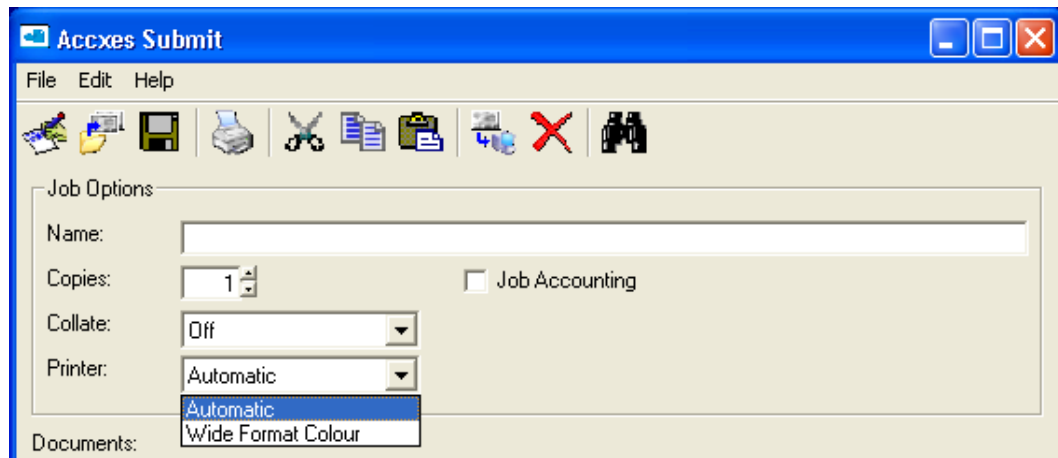 Accxes Submit
File Edit Help
Job Options
Name:
Copies: 1 Job Accounting
Collate: Off
Printer: Automatic
Automatic
Wide Format Colour
Documents: